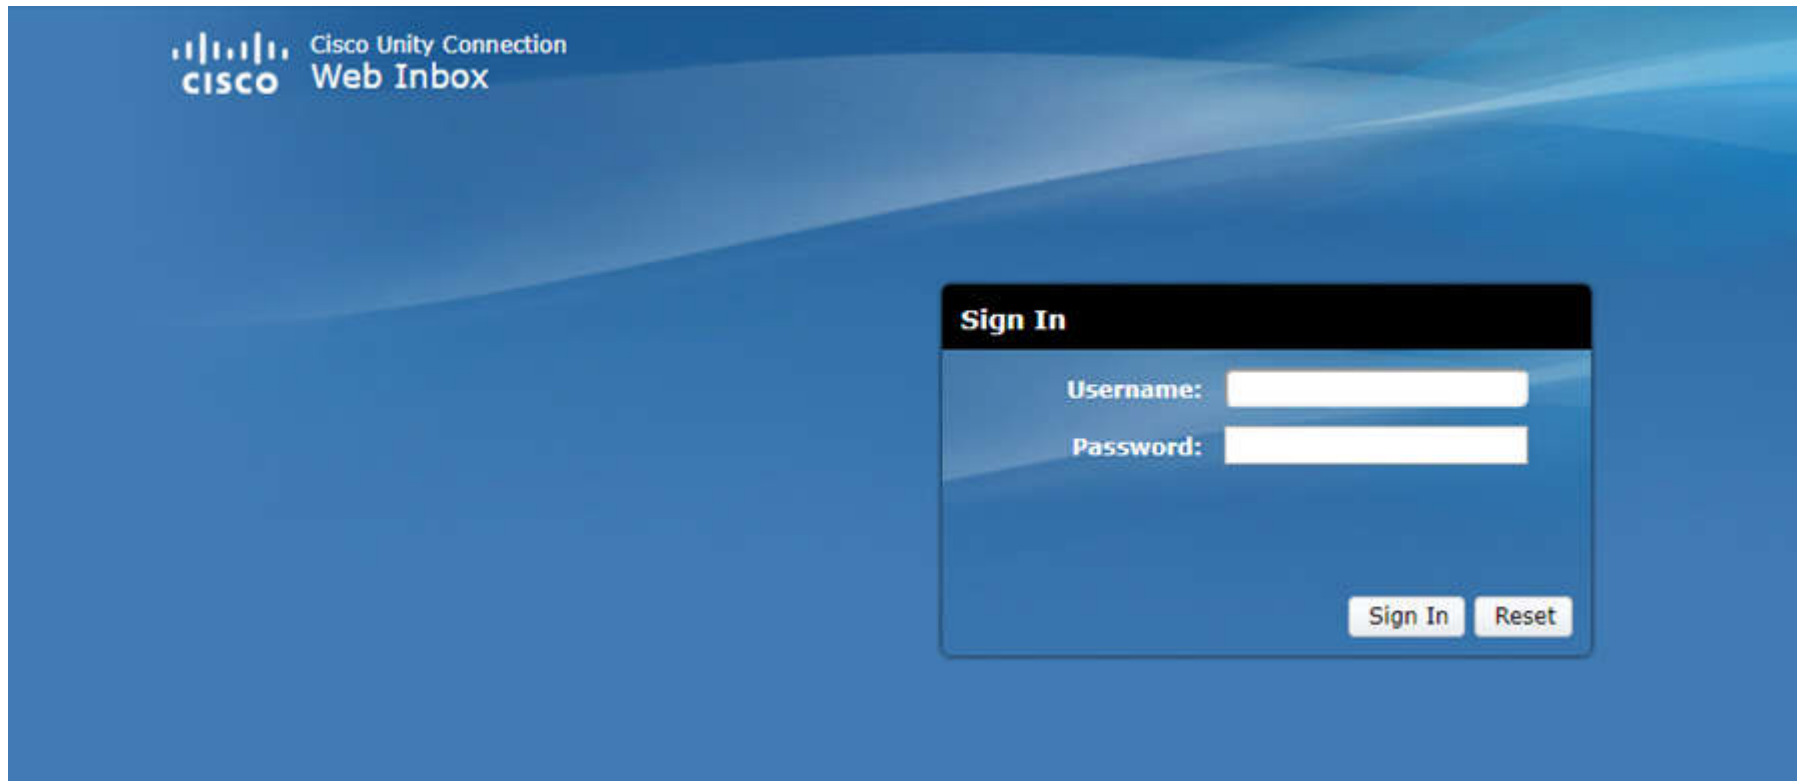 Cisco Unity Connection
CISCO Web Inbox
Sign In
Username:
Password:
Sign In Reset